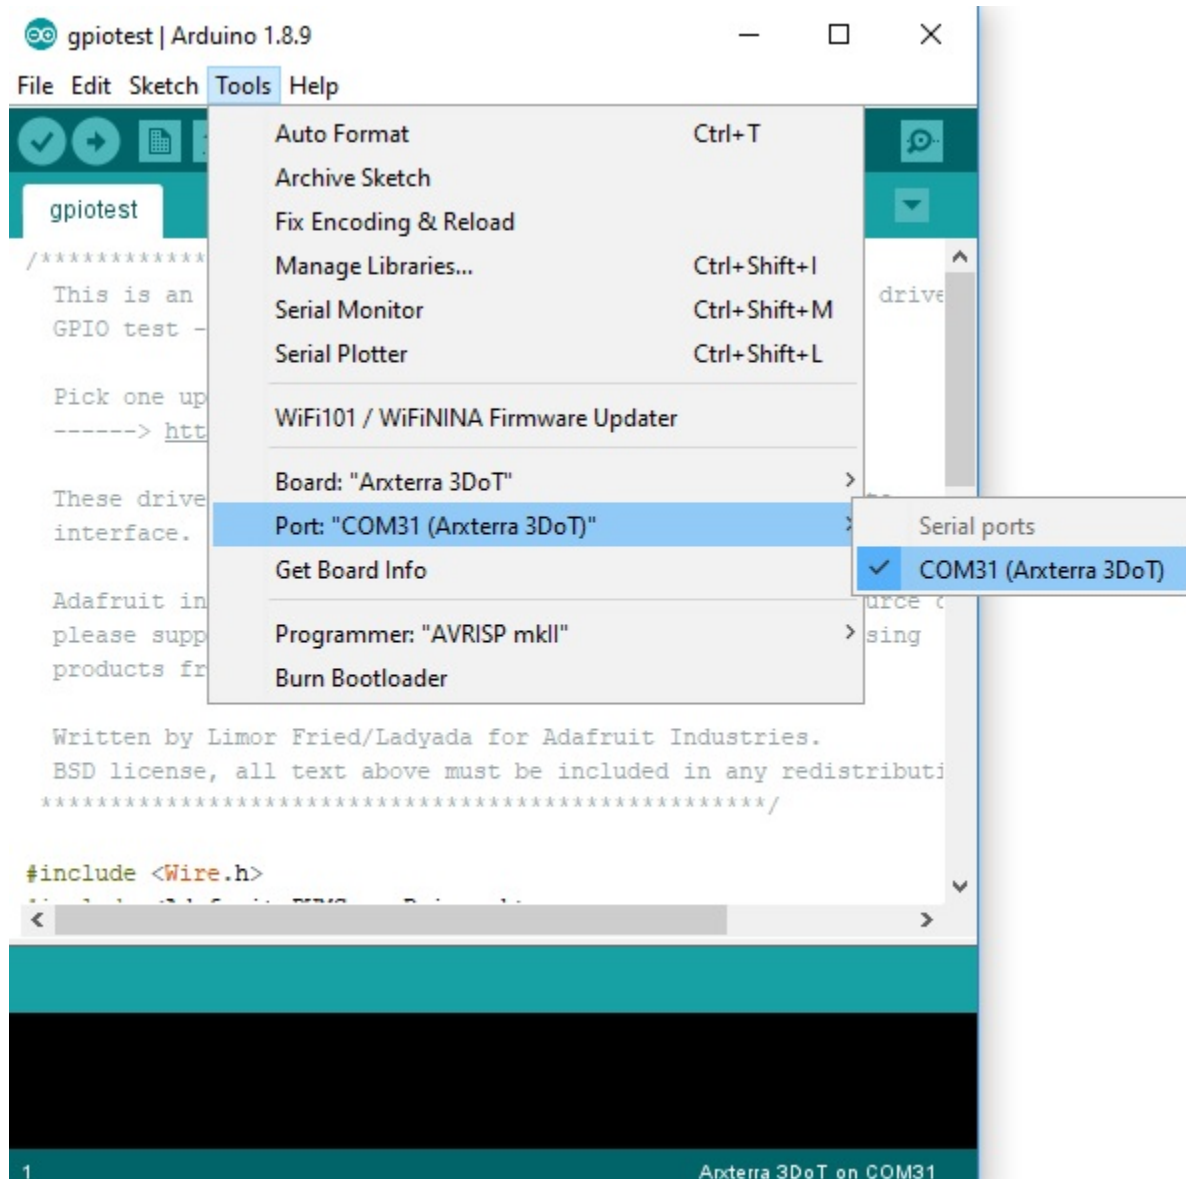 gpiotest | Arduino 1.8.9
File Edit Sketch Tools Help
Auto Format Ctrl+T
Archive Sketch
Fix Encoding & Reload
Manage Libraries... Ctrl+Shift+I
Serial Monitor Ctrl+Shift+M
Serial Plotter Ctrl+Shift+L
WiFi101 / WiFiNINA Firmware Updater
Board: "Arxterra 3DoT"
Port: "COM31 (Arxterra 3DoT)"
Get Board Info
Programmer: "AVRISP mkII"
Burn Bootloader
Serial ports
COM31 (Arxterra 3DoT)
gpiotest
/************
This is an drive
GPIO test -
Pick one up
------> htt
These drive
interface.
Adafruit in
please supp sing
products fr
Written by Limor Fried/Ladyada for Adafruit Industries.
BSD license, all text above must be included in any redistributi
****************************************************/
#include <Wire.h>
1
Arxterra 3DoT on COM31